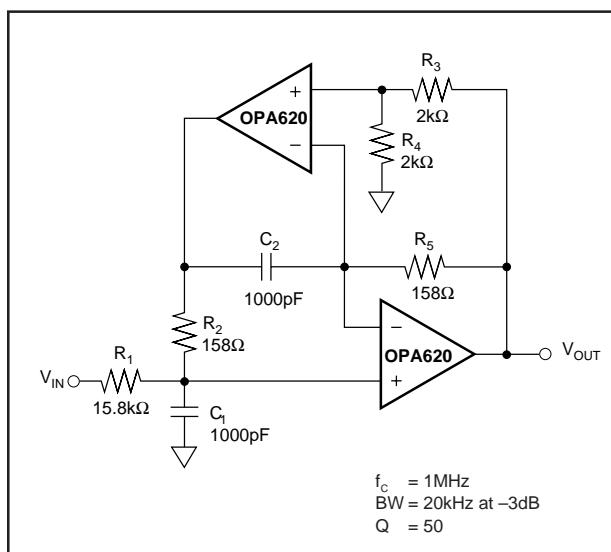 R3
2kΩ
+
OPA620
–
R4
2kΩ
C2
1000pF
R5
158Ω
R2
158Ω
–
OPA620
+
VOUT
R1
VIN
15.8kΩ
C1
1000pF
fC = 1MHz
BW = 20kHz at –3dB
Q = 50